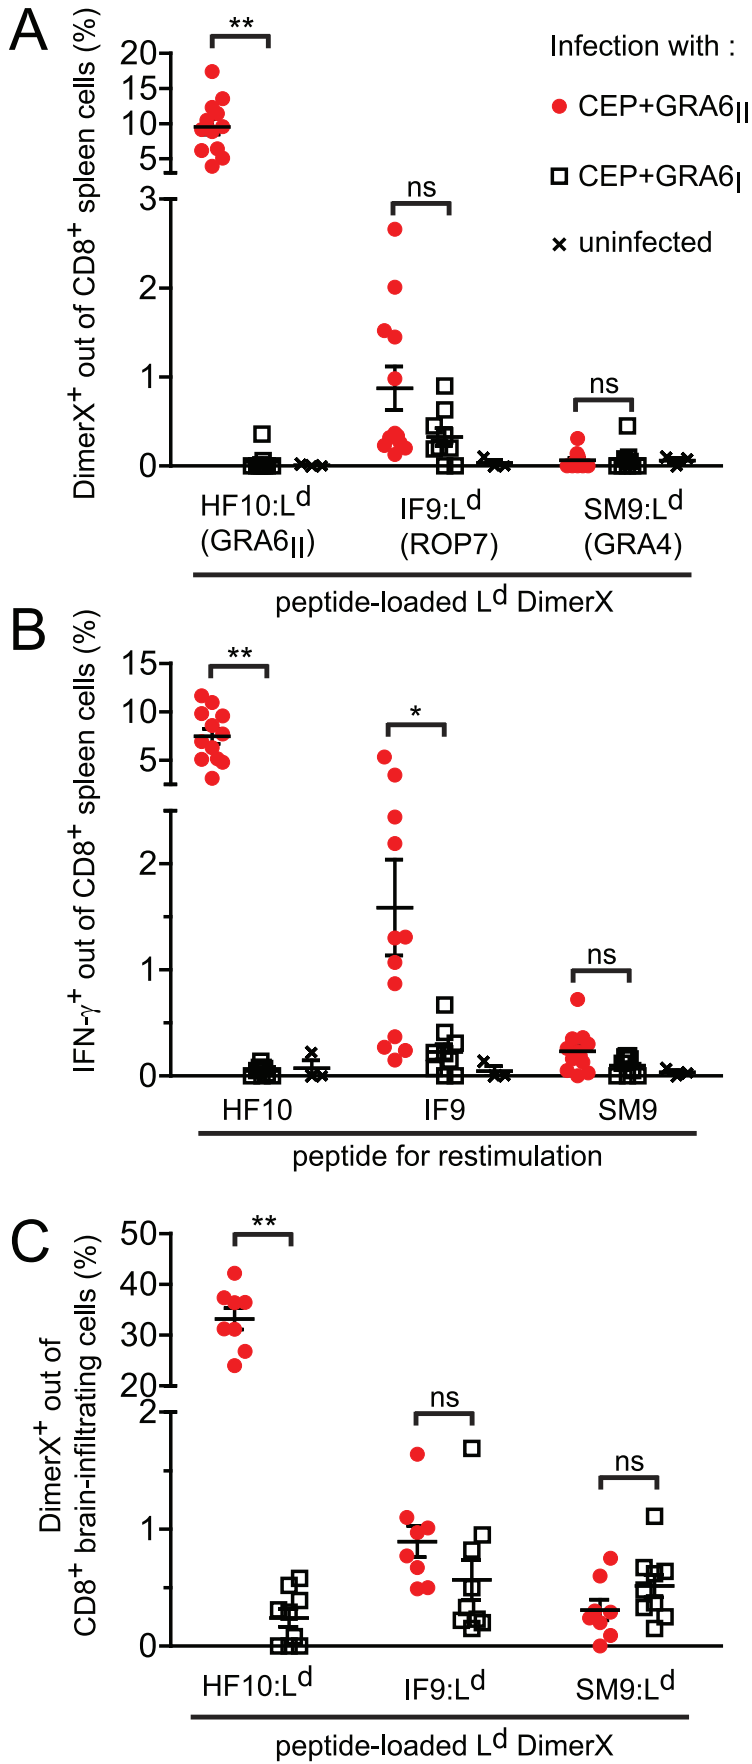 A
DimerX+ out of CD8+ spleen cells (%)
20
15
10
5
3
2
1
0
**
ns
ns
Infection with :
CEP+GRA6II
CEP+GRA6I
uninfected
HF10:Ld
(GRA6II)
IF9:Ld
(ROP7)
SM9:Ld
(GRA4)
peptide-loaded Ld DimerX
B
IFN-γ+ out of CD8+ spleen cells (%)
15
10
5
2
1
0
**
*
ns
HF10
IF9
SM9
peptide for restimulation
C
DimerX+ out of
CD8+ brain-infiltrating cells (%)
50
40
30
20
2
1
0
**
ns
ns
HF10:Ld
IF9:Ld
SM9:Ld
peptide-loaded Ld DimerX